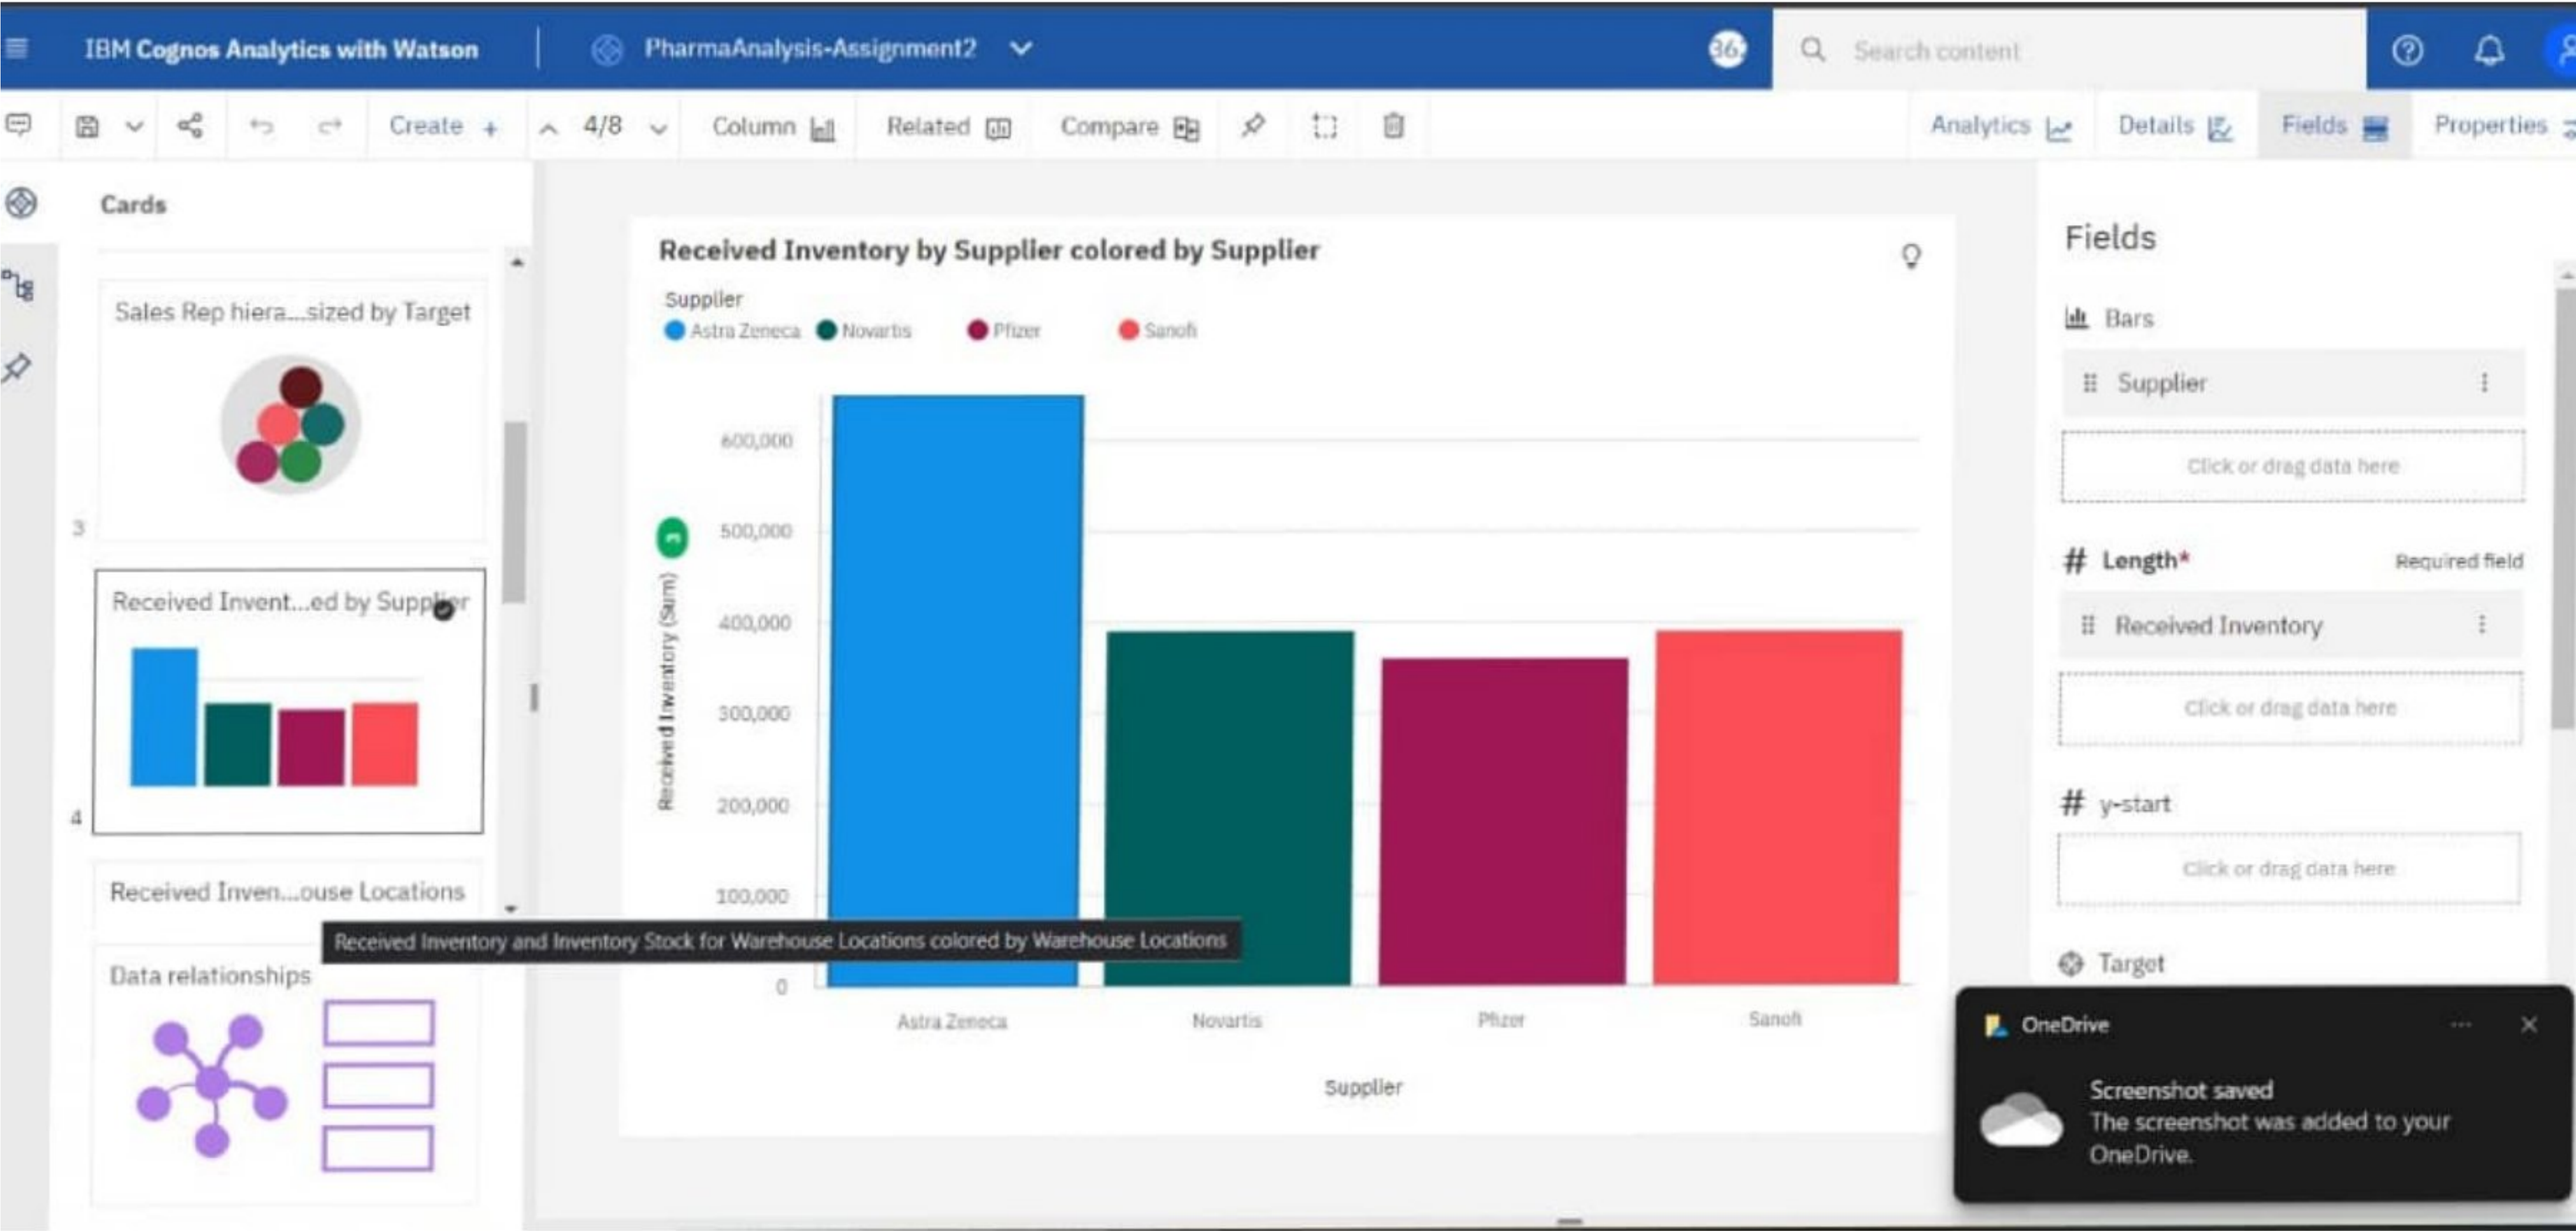 IBM Cognos Analytics with Watson
PharmaAnalysis-Assignment2
36
Search content
Create +
4/8
Column
Related
Compare
Analytics
Details
Fields
Properties
Cards
Sales Rep hiera...sized by Target
3
Received Invent...ed by Supplier
4
Received Inven...ouse Locations
Received Inventory and Inventory Stock for Warehouse Locations colored by Warehouse Locations
Data relationships
Received Inventory by Supplier colored by Supplier
Supplier
Astra Zeneca Novartis Pfizer Sanofi
600,000
500,000
400,000
300,000
200,000
100,000
0
Received Inventory (Sum)
Astra Zeneca Novartis Pfizer Sanofi
Supplier
Fields
Bars
Supplier
Click or drag data here
# Length* Required field
Received Inventory
Click or drag data here
# y-start
Click or drag data here
Target
OneDrive
Screenshot saved
The screenshot was added to your
OneDrive.